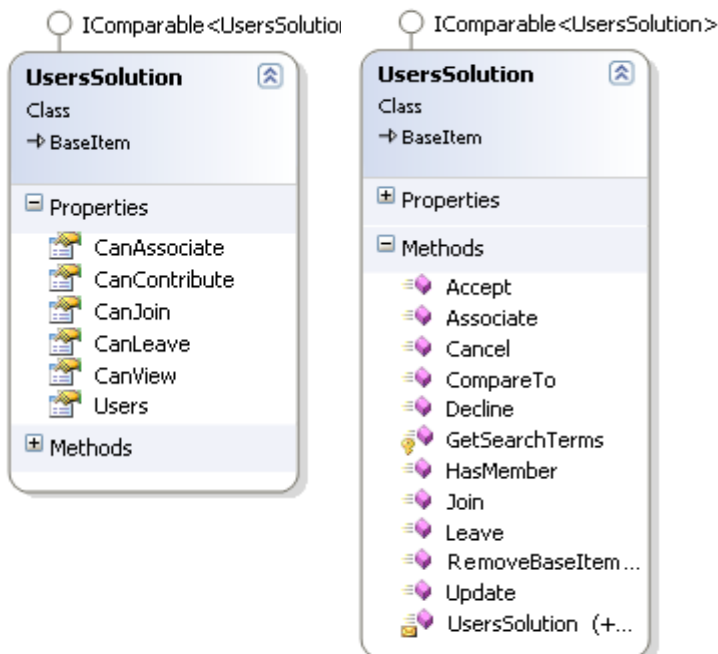 IComparable<UsersSolution
UsersSolution
Class
BaseItem
Properties
CanAssociate
CanContribute
CanJoin
CanLeave
CanView
Users
Methods
IComparable<UsersSolution>
UsersSolution
Class
BaseItem
Properties
Methods
Accept
Associate
Cancel
CompareTo
Decline
GetSearchTerms
HasMember
Join
Leave
RemoveBaseItem...
Update
UsersSolution (+...